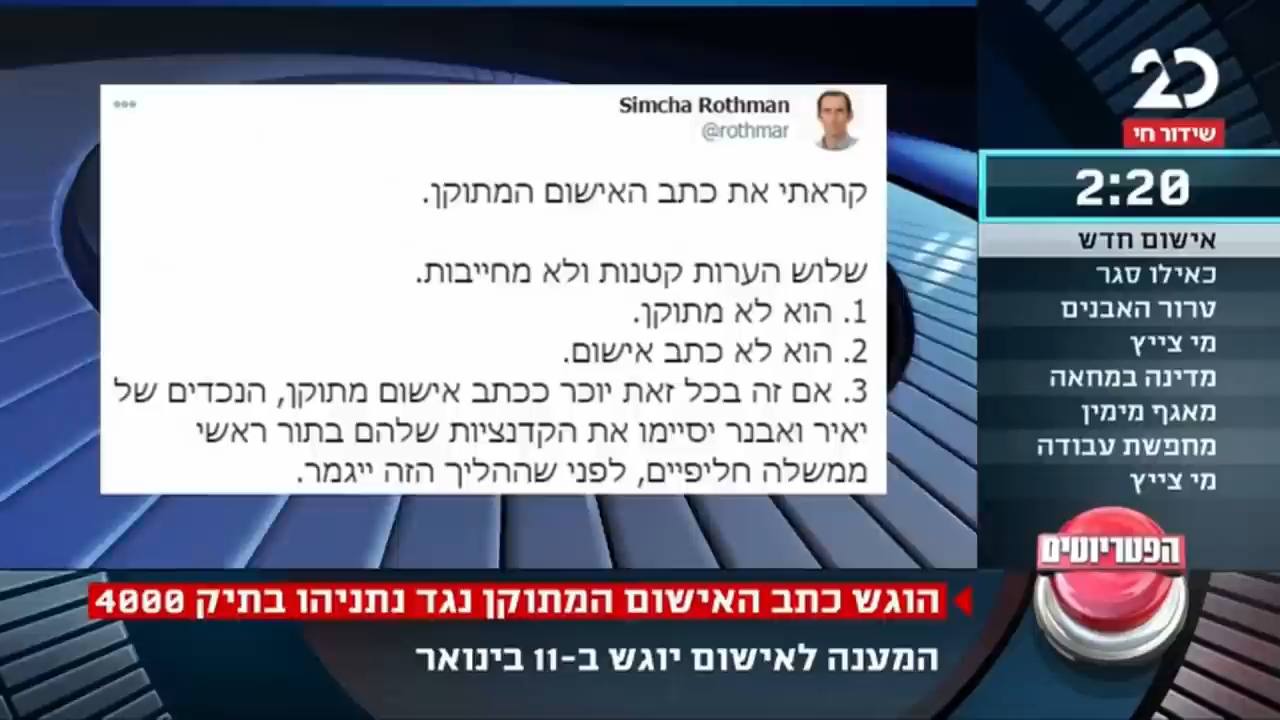 Simcha Rothman
@rothmar
קראתי את כתב האישום המתוקן.
שלוש הערות קטנות ולא מחייבות.
1. הוא לא מתוקן.
2. הוא לא כתב אישום.
3. אם זה בכל זאת יוכר ככתב אישום מתוקן, הנכדים של
יאיר ואבנר יסיימו את הקדנציות שלהם בתור ראשי
ממשלה חליפיים, לפני שההליך הזה ייגמר.
20
שידור חי
2:20
אישום חדש
כאילו סגר
טרור האבנים
מי צייץ
מדינה במחאה
מאגף מימין
מחפשת עבודה
מי צייץ
הפטריוטים
הוגש כתב האישום המתוקן נגד נתניהו בתיק 4000
המענה לאישום יוגש ב-11 בינואר